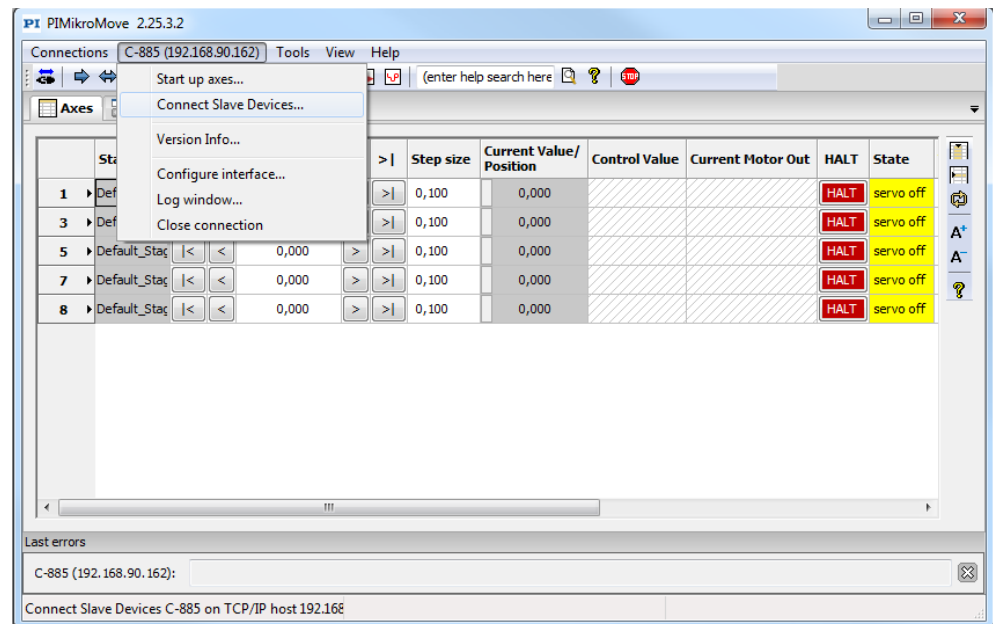 PI PIMikroMove 2.25.3.2
Connections C-885 (192.168.90.162) Tools View Help
Start up axes...
(enter help search here
STOP
Axes
Connect Slave Devices...
Version Info...
Configure interface...
Log window...
Close connection
>| Step size Current Value/ Position Control Value Current Motor Out HALT State
1 Def >| 0,100 0,000 HALT servo off
3 Def >| 0,100 0,000 HALT servo off
5 Default_Stag |< < 0,000 > >| 0,100 0,000 HALT servo off
7 Default_Stag |< < 0,000 > >| 0,100 0,000 HALT servo off
8 Default_Stag |< < 0,000 > >| 0,100 0,000 HALT servo off
A+
A-
Last errors
C-885 (192.168.90.162):
Connect Slave Devices C-885 on TCP/IP host 192.168